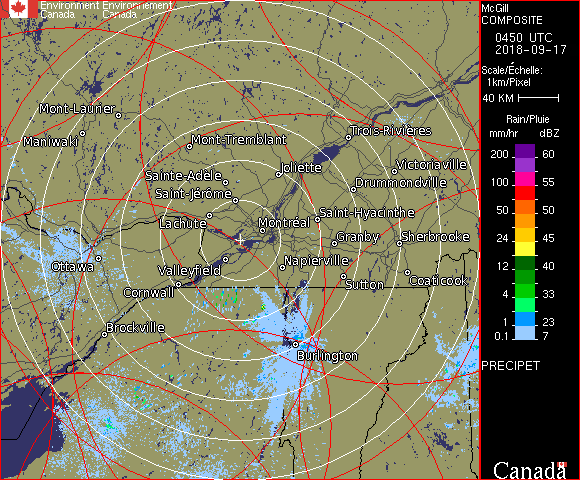 Environment Environnement
Canada Canada
McGill
COMPOSITE
0450 UTC
2018-09-17
Scale/Échelle:
1km/Pixel
40 KM
Rain/Pluie
mm/hr dBZ
200 60
100 55
50 50
24 45
12 40
4 33
1 23
0.1 7
PRECIPET
Canada
Mont-Laurier
Trois-Rivières
Maniwaki
Mont-Tremblant
Victoriaville
Joliette
Sainte-Adèle
Drummondville
Saint-Jérôme
Saint-Hyacinthe
Lachute
Montréal
Granby
Sherbrooke
Ottawa
Valleyfield
Napierville
Cornwall
Sutton
Coaticook
Brockville
Burlington